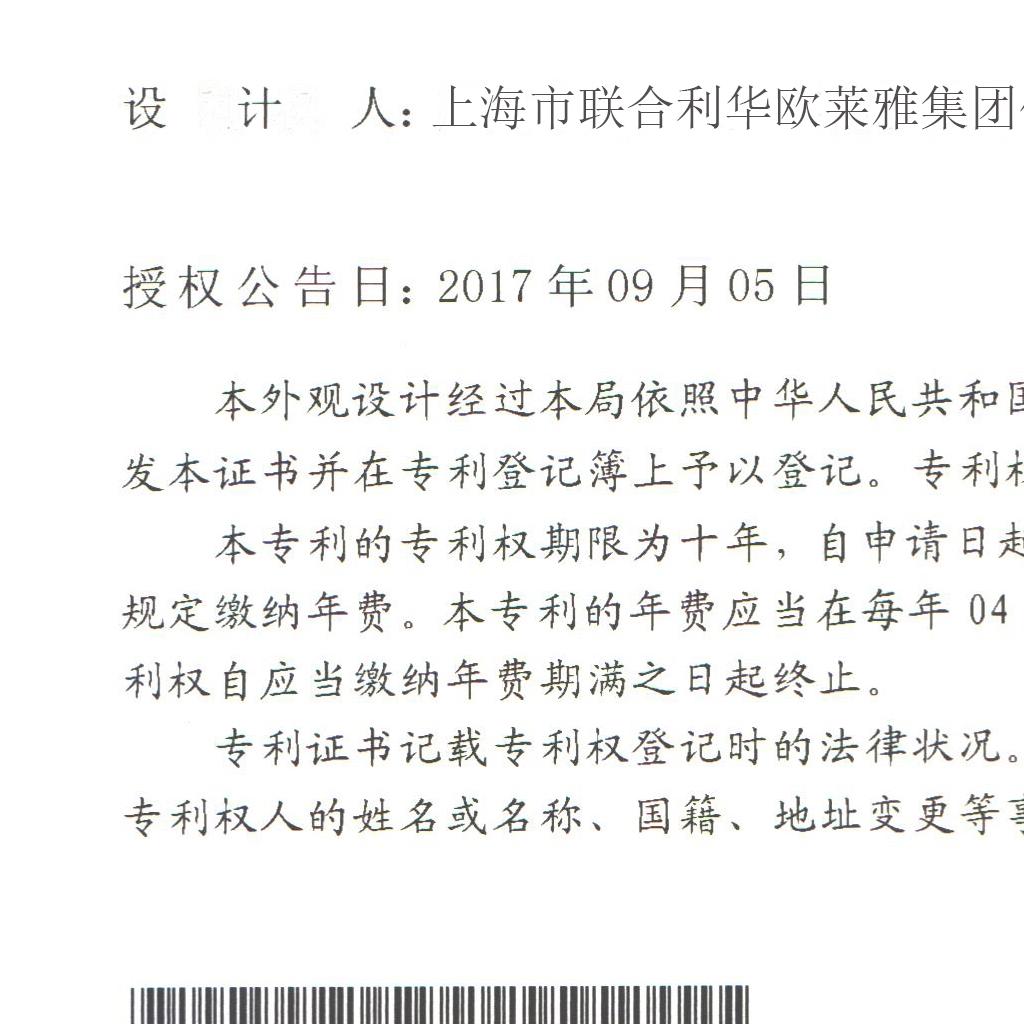 设 计 人：上海市联合利华欧莱雅集团
授权公告日：2017 年 09 月 05 日
本外观设计经过本局依照中华人民共和国
发本证书并在专利登记簿上予以登记。专利权
本专利的专利权期限为十年，自申请日起
规定缴纳年费。本专利的年费应当在每年 04
利权自应当缴纳年费期满之日起终止。
专利证书记载专利权登记时的法律状况。
专利权人的姓名或名称、国籍、地址变更等事